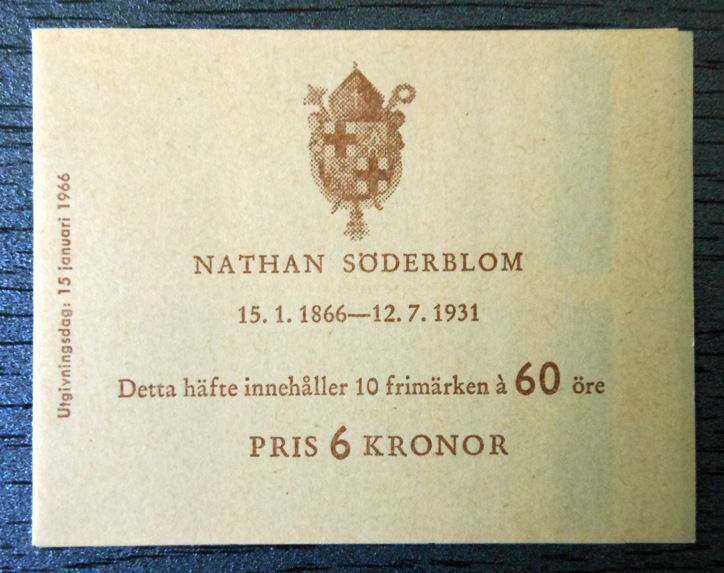 Utgivningsdag: 15 januari 1966
NATHAN SÖDERBLOM
15. 1. 1866—12. 7. 1931
Detta häfte innehåller 10 frimärken à 60 öre
PRIS 6 KRONOR